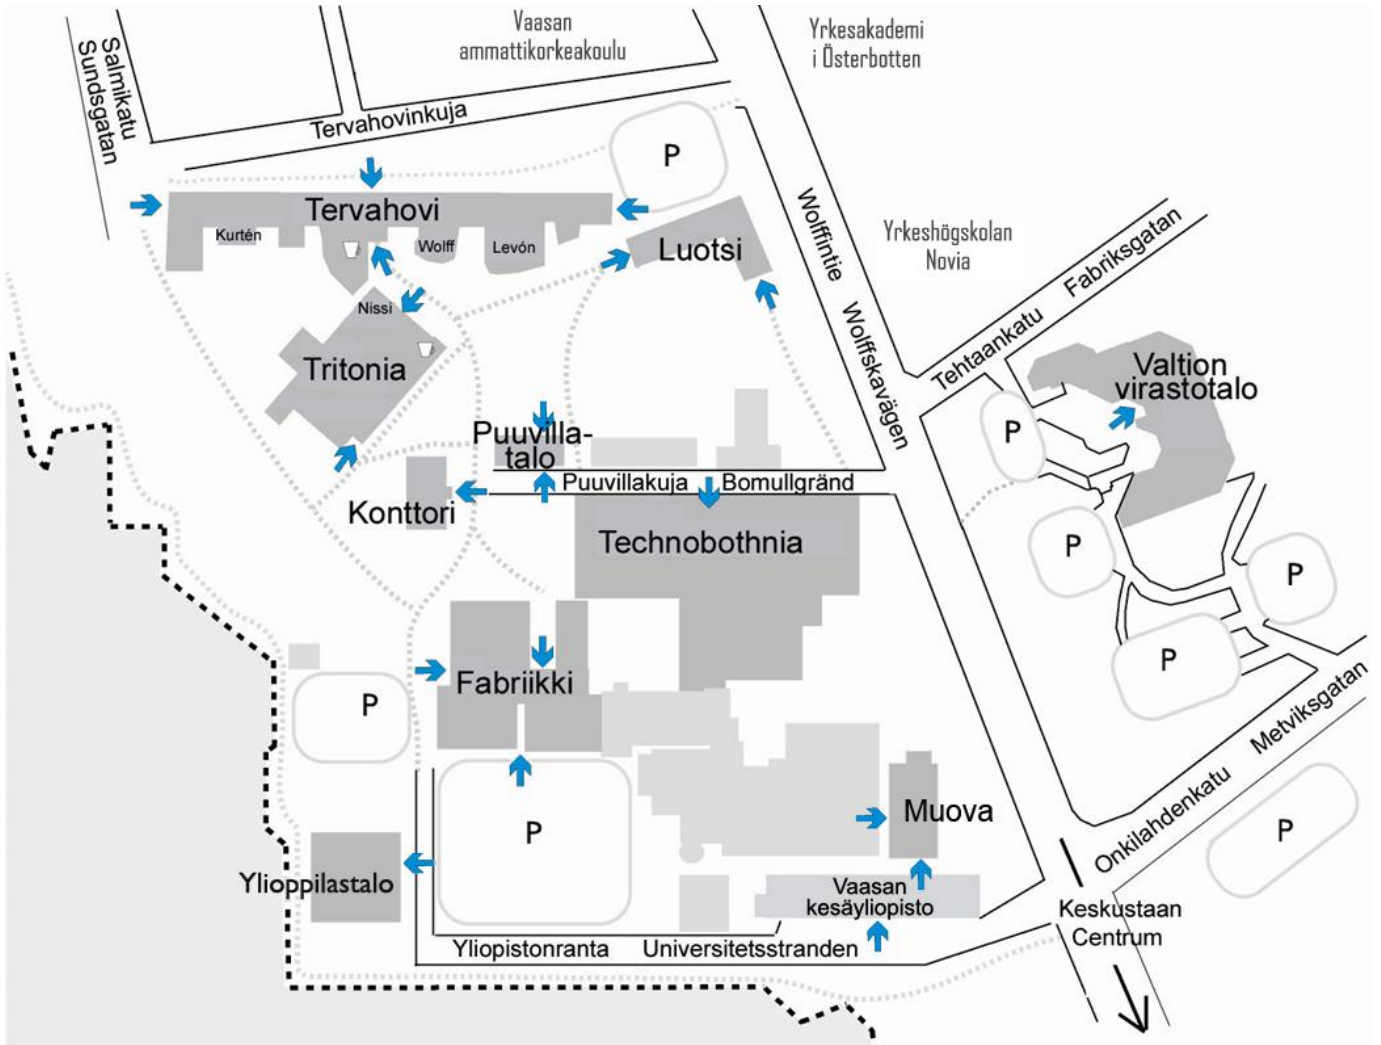 Vaasan
ammattikorkeakoulu
Yrkesakademi
i Österbotten
Salmikatu
Sundsgatan
Tervahovinkuja
P
Tervahovi
Kurtén
Wolff
Levón
Luotsi
Wolffintie Wolffskavägen
Yrkeshögskolan
Novia
Tehtaankatu Fabriksgatan
Nissi
Tritonia
Valtion
virastotalo
P
Puuvilla-
talo
Puuvillakuja Bomullgränd
Konttori
Technobothnia
P
P
P
Fabriikki
P
Onkilahdenkatu Metviksgatan
Muova
P
P
Ylioppilastalo
Vaasan
kesäyliopisto
Keskustaan
Centrum
Yliopistonranta Universitetsstranden